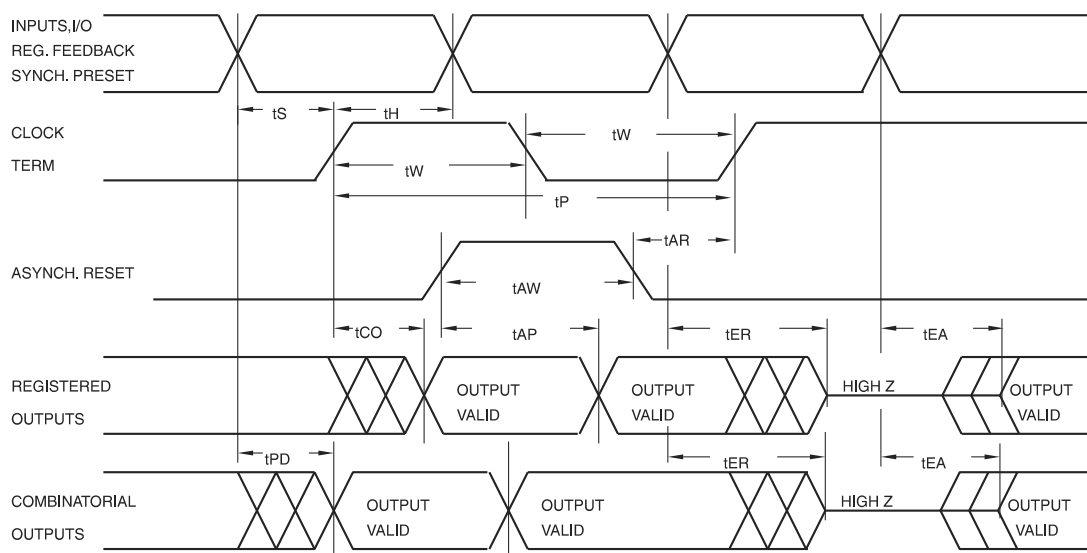 INPUTS,I/O
REG. FEEDBACK
SYNCH. PRESET
tS
tH
CLOCK
TERM
tW
tW
tP
tAR
ASYNCH. RESET
tAW
tCO
tAP
tER
tEA
REGISTERED
OUTPUTS
OUTPUT
VALID
OUTPUT
VALID
HIGH Z
OUTPUT
VALID
tPD
tER
tEA
COMBINATORIAL
OUTPUTS
OUTPUT
VALID
OUTPUT
VALID
HIGH Z
OUTPUT
VALID